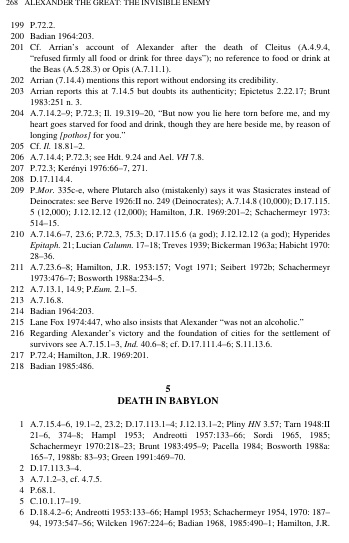 268 ALEXANDER THE GREAT: THE INVISIBLE ENEMY
199 P.72.2.
200 Badian 1964:203.
201 Cf. Arrian's account of Alexander after the death of Cleitus (A.4.9.4,
"refused firmly all food or drink for three days"); no reference to food or drink at
the Beas (A.5.28.3) or Opis (A.7.11.1).
202 Arrian (7.14.4) mentions this report without endorsing its credibility.
203 Arrian reports this at 7.14.5 but doubts its authenticity; Epictetus 2.22.17; Brunt
1983:251 n. 3.
204 A.7.14.2–9; P.72.3; Il. 19.319–20, "But now you lie here torn before me, and my
heart goes starved for food and drink, though they are here beside me, by reason of
longing [pothos] for you."
205 Cf. Il. 18.81–2.
206 A.7.14.4; P.72.3; see Hdt. 9.24 and Ael. VH 7.8.
207 P.72.3; Kerényi 1976:66–7, 271.
208 D.17.114.4.
209 P.Mor. 335c-e, where Plutarch also (mistakenly) says it was Stasicrates instead of
Deinocrates: see Berve 1926:II no. 249 (Deinocrates); A.7.14.8 (10,000); D.17.115.
5 (12,000); J.12.12.12 (12,000); Hamilton, J.R. 1969:201–2; Schachermeyr 1973:
514–15.
210 A.7.14.6–7, 23.6; P.72.3, 75.3; D.17.115.6 (a god); J.12.12.12 (a god); Hyperides
Epitaph. 21; Lucian Calumn. 17–18; Treves 1939; Bickerman 1963a; Habicht 1970:
28–36.
211 A.7.23.6–8; Hamilton, J.R. 1953:157; Vogt 1971; Seibert 1972b; Schachermeyr
1973:476–7; Bosworth 1988a:234–5.
212 A.7.13.1, 14.9; P.Eum. 2.1–5.
213 A.7.16.8.
214 Badian 1964:203.
215 Lane Fox 1974:447, who also insists that Alexander "was not an alcoholic."
216 Regarding Alexander's victory and the foundation of cities for the settlement of
survivors see A.7.15.1–3, Ind. 40.6–8; cf. D.17.111.4–6; S.11.13.6.
217 P.72.4; Hamilton, J.R. 1969:201.
218 Badian 1985:486.
5
DEATH IN BABYLON
1 A.7.15.4–6, 19.1–2, 23.2; D.17.113.1–4; J.12.13.1–2; Pliny HN 3.57; Tarn 1948:II
21–6, 374–8; Hampl 1953; Andreotti 1957:133–66; Sordi 1965, 1985;
Schachermeyr 1970:218–23; Brunt 1983:495–9; Pacella 1984; Bosworth 1988a:
165–7, 1988b: 83–93; Green 1991:469–70.
2 D.17.113.3–4.
3 A.7.1.2–3, cf. 4.7.5.
4 P.68.1.
5 C.10.1.17–19.
6 D.18.4.2–6; Andreotti 1953:133–66; Hampl 1953; Schachermeyr 1954, 1970: 187–
94, 1973:547–56; Wilcken 1967:224–6; Badian 1968, 1985:490–1; Hamilton, J.R.